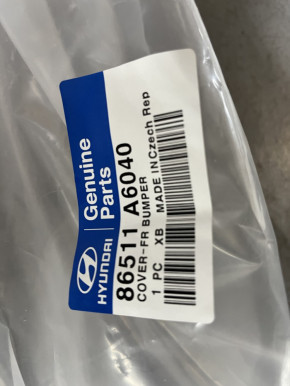 HYUNDAI
Genuine
Parts
86511 A6040
COVER-FR BUMPER
1 PC XB MADE IN Czech Rep